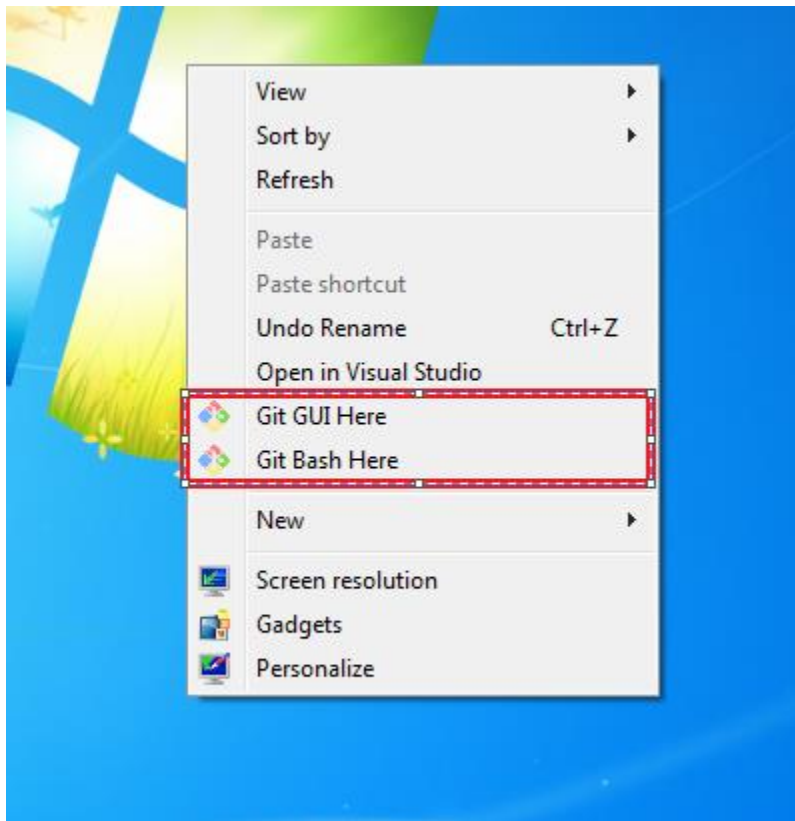 View
Sort by
Refresh
Paste
Paste shortcut
Undo Rename Ctrl+Z
Open in Visual Studio
Git GUI Here
Git Bash Here
New
Screen resolution
Gadgets
Personalize